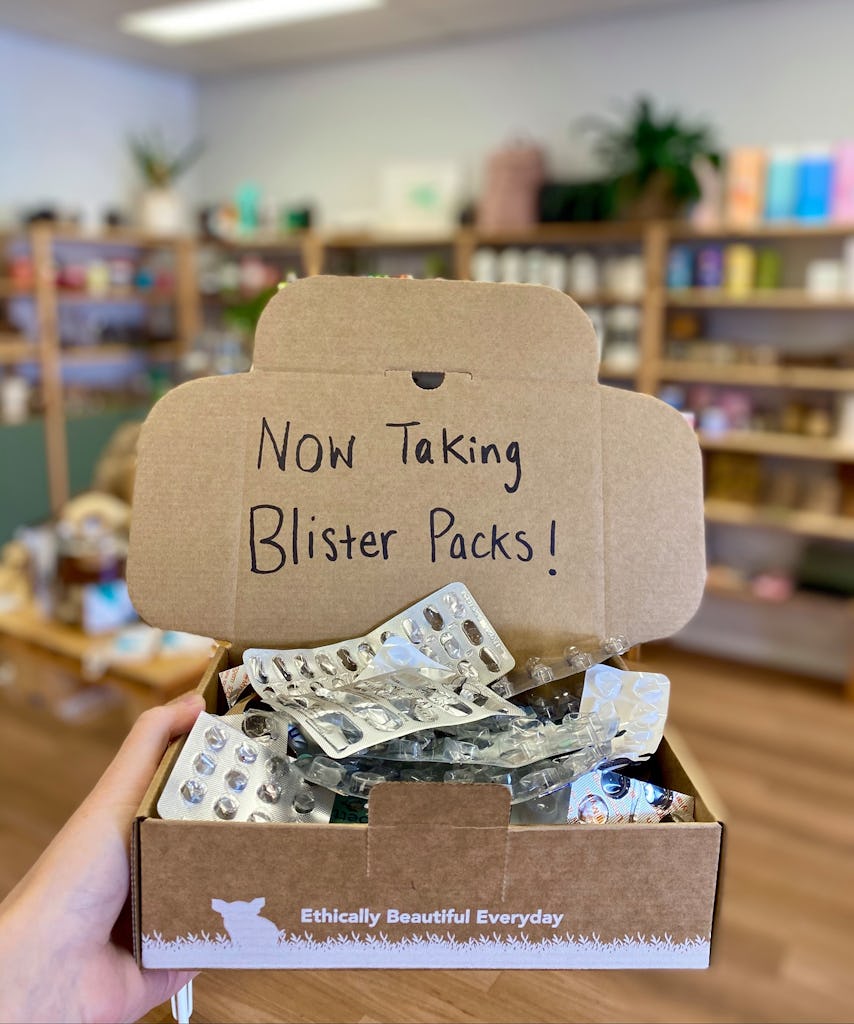 Now Taking
Blister Packs!
Ethically Beautiful Everyday